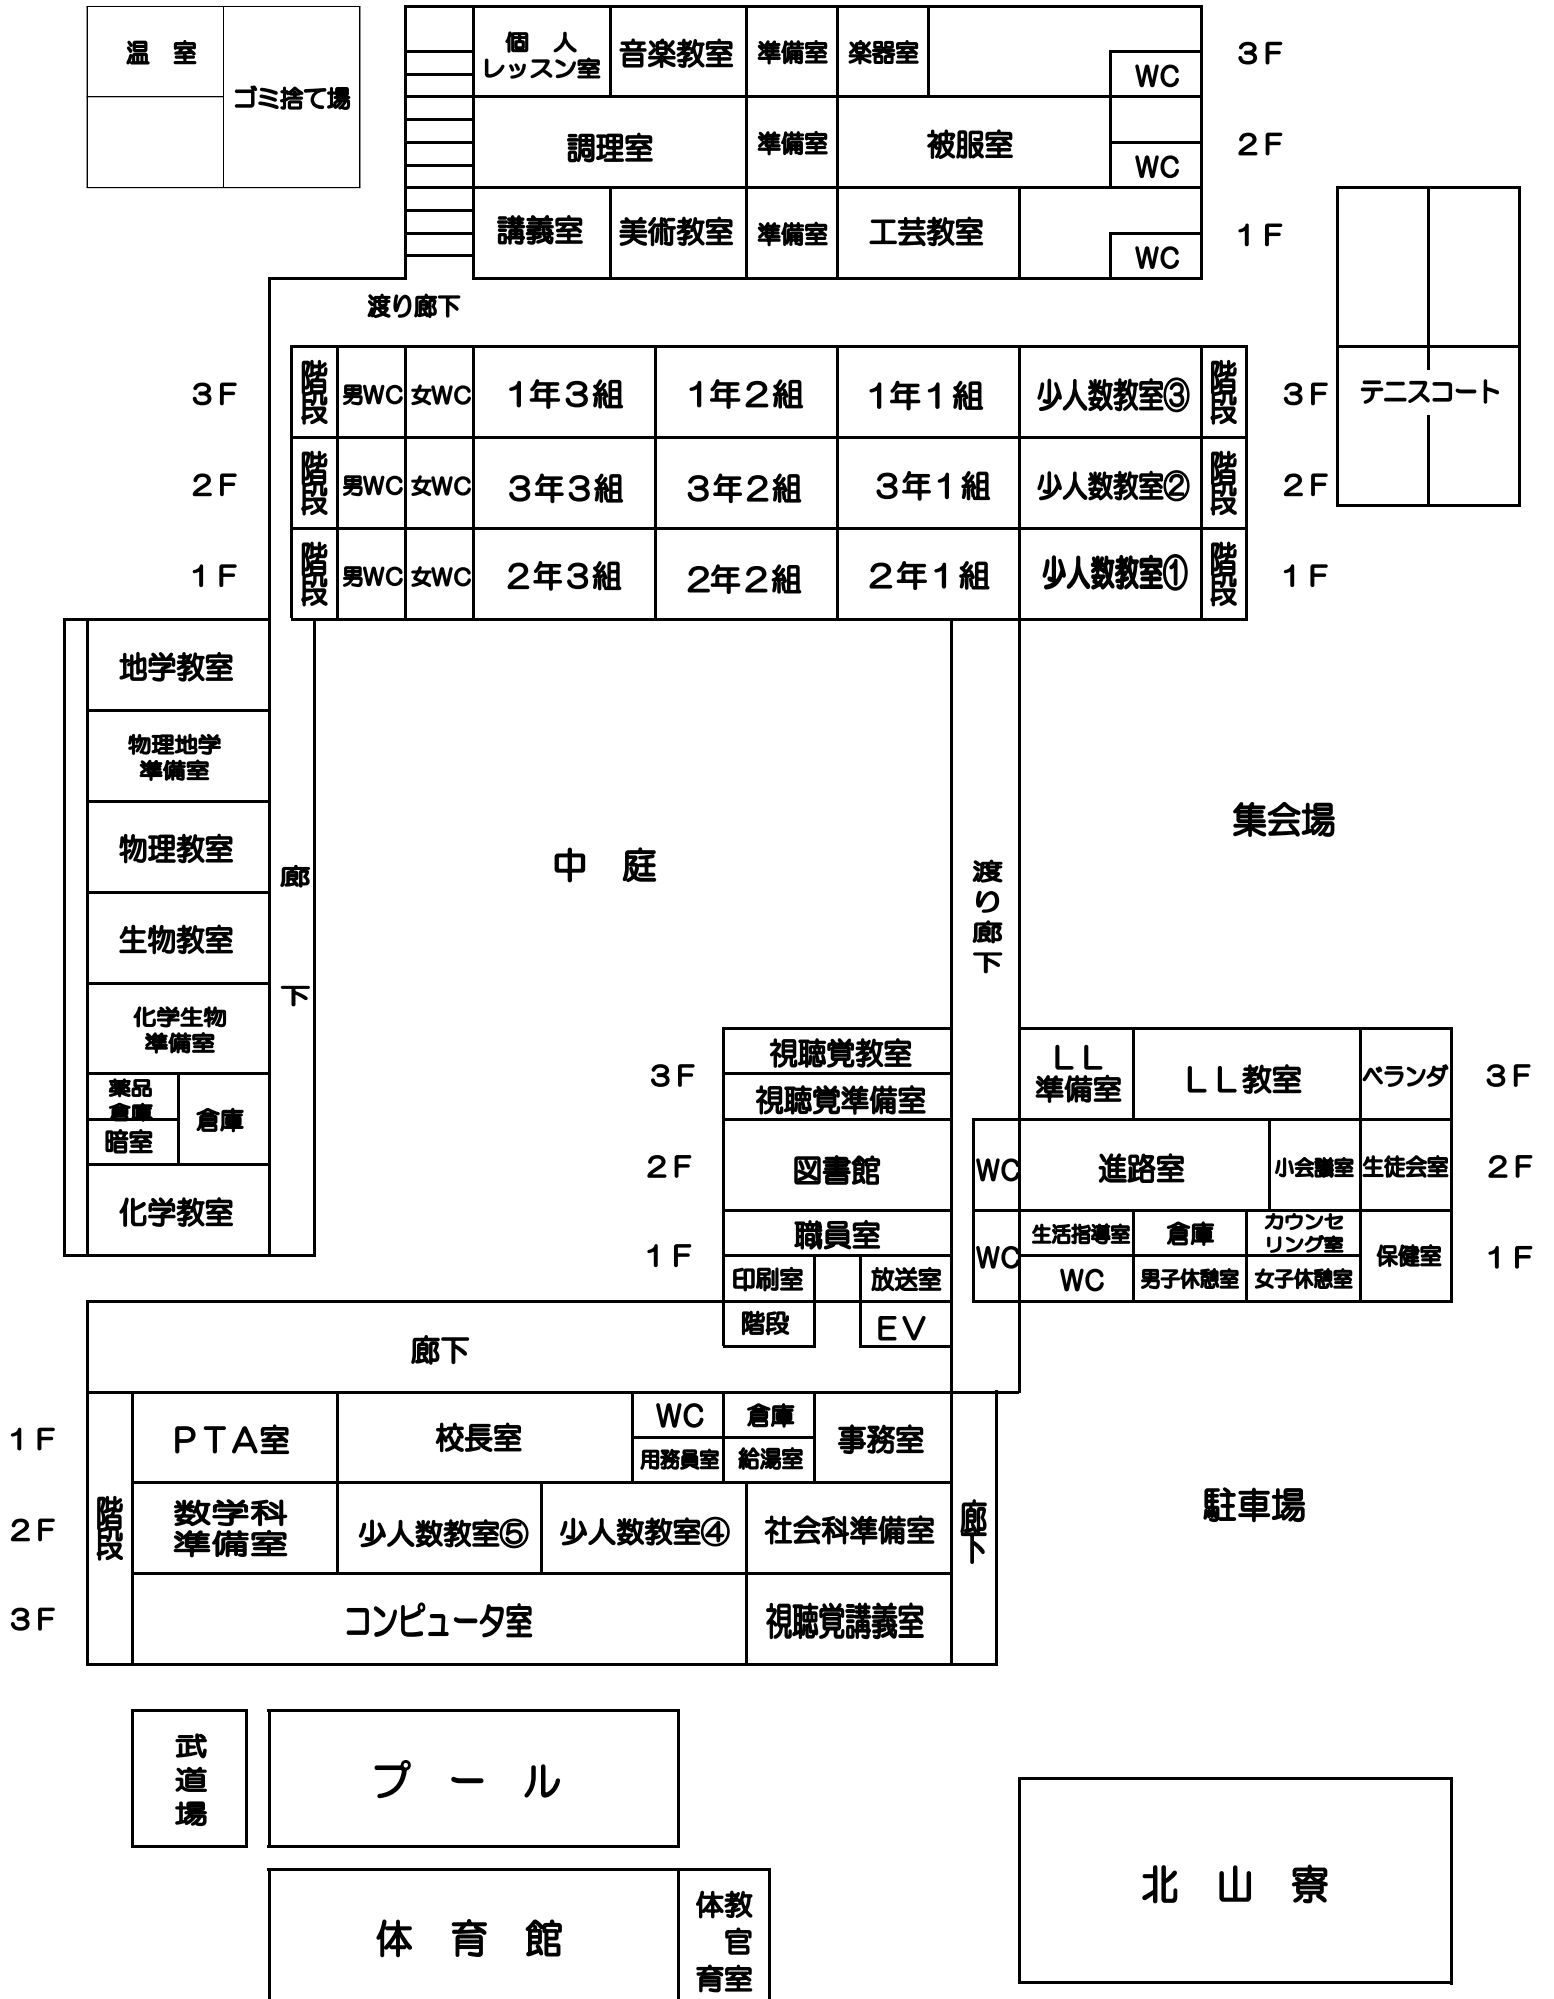 温　室
ゴミ捨て場
個　人
レッスン室
音楽教室
準備室
楽器室
WC
３Ｆ
調理室
準備室
被服室
WC
２Ｆ
講義室
美術教室
準備室
工芸教室
WC
１Ｆ
渡り廊下
３Ｆ
階段
男WC
女WC
１年３組
１年２組
１年１組
少人数教室③
階段
３Ｆ
テニスコート
２Ｆ
階段
男WC
女WC
３年３組
３年２組
３年１組
少人数教室②
階段
２Ｆ
１Ｆ
階段
男WC
女WC
２年３組
２年２組
２年１組
少人数教室①
階段
１Ｆ
地学教室
物理地学
準備室
物理教室
生物教室
化学生物
準備室
薬品
倉庫
暗室
倉庫
化学教室
廊下
中　庭
渡り廊下
集会場
３Ｆ
視聴覚教室
視聴覚準備室
ＬＬ
準備室
ＬＬ教室
ベランダ
３Ｆ
２Ｆ
図書館
WC
進路室
小会議室
生徒会室
２Ｆ
１Ｆ
職員室
印刷室
放送室
階段
ＥＶ
WC
生活指導室
倉庫
カウンセ
リング室
保健室
WC
男子休憩室
女子休憩室
１Ｆ
廊下
１Ｆ
ＰＴＡ室
校長室
WC
倉庫
用務員室
給湯室
事務室
階段
２Ｆ
数学科
準備室
少人数教室⑤
少人数教室④
社会科準備室
廊下
駐車場
３Ｆ
コンピュータ室
視聴覚講義室
武道場
プ　ー　ル
体　育　館
体教
官
育室
北　山　寮